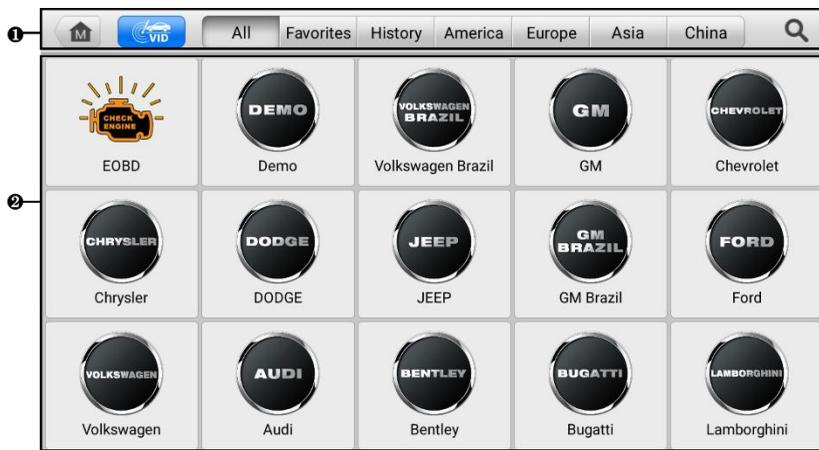 ❶
M VID All Favorites History America Europe Asia China
❷
CHECK ENGINE
DEMO
VOLKSWAGEN BRAZIL
GM
CHEVROLET
EOBD Demo Volkswagen Brazil GM Chevrolet
CHRYSLER
DODGE
JEEP
GM BRAZIL
FORD
Chrysler DODGE JEEP GM Brazil Ford
VOLKSWAGEN
AUDI
BENTLEY
BUGATTI
LAMBORGHINI
Volkswagen Audi Bentley Bugatti Lamborghini